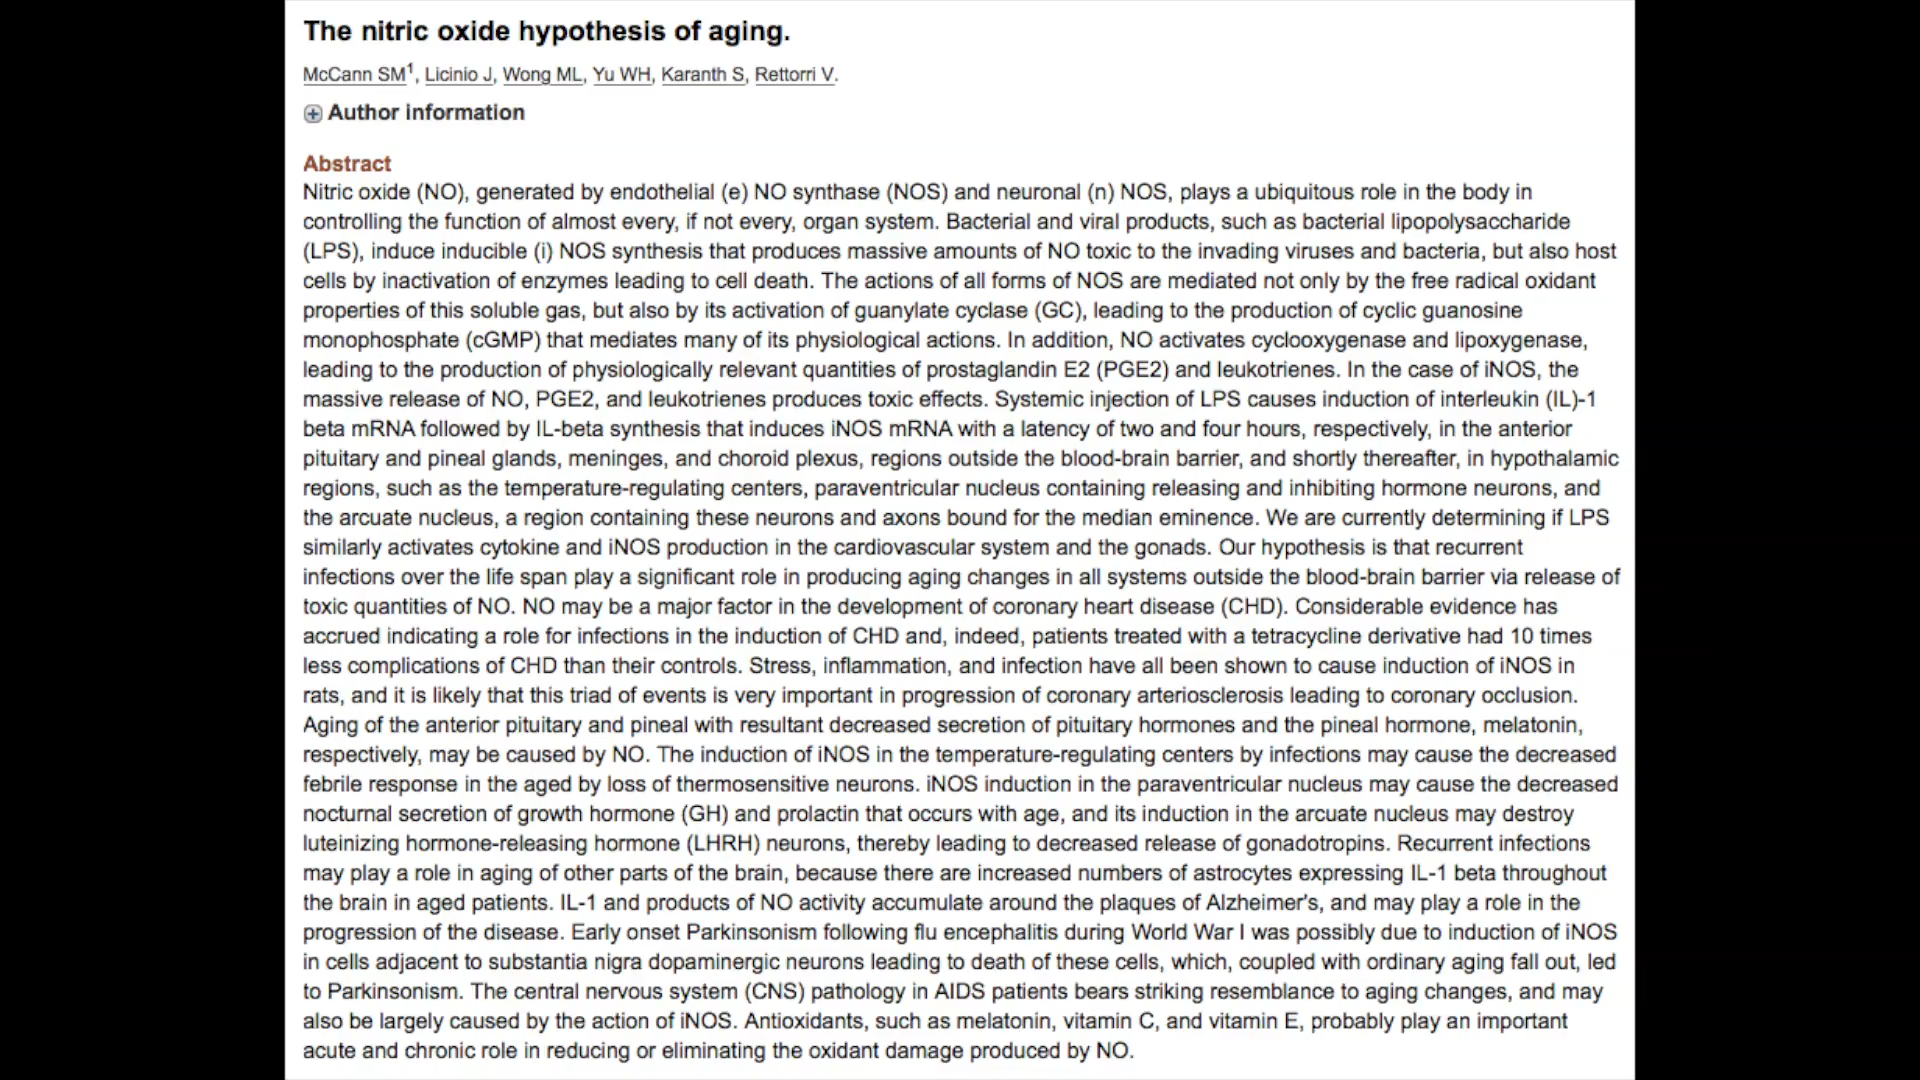 The nitric oxide hypothesis of aging.
McCann SM1, Licinio J, Wong ML, Yu WH, Karanth S, Rettorri V.
Author information
Abstract
Nitric oxide (NO), generated by endothelial (e) NO synthase (NOS) and neuronal (n) NOS, plays a ubiquitous role in the body in
controlling the function of almost every, if not every, organ system. Bacterial and viral products, such as bacterial lipopolysaccharide
(LPS), induce inducible (i) NOS synthesis that produces massive amounts of NO toxic to the invading viruses and bacteria, but also host
cells by inactivation of enzymes leading to cell death. The actions of all forms of NOS are mediated not only by the free radical oxidant
properties of this soluble gas, but also by its activation of guanylate cyclase (GC), leading to the production of cyclic guanosine
monophosphate (cGMP) that mediates many of its physiological actions. In addition, NO activates cyclooxygenase and lipoxygenase,
leading to the production of physiologically relevant quantities of prostaglandin E2 (PGE2) and leukotrienes. In the case of iNOS, the
massive release of NO, PGE2, and leukotrienes produces toxic effects. Systemic injection of LPS causes induction of interleukin (IL)-1
beta mRNA followed by IL-beta synthesis that induces iNOS mRNA with a latency of two and four hours, respectively, in the anterior
pituitary and pineal glands, meninges, and choroid plexus, regions outside the blood-brain barrier, and shortly thereafter, in hypothalamic
regions, such as the temperature-regulating centers, paraventricular nucleus containing releasing and inhibiting hormone neurons, and
the arcuate nucleus, a region containing these neurons and axons bound for the median eminence. We are currently determining if LPS
similarly activates cytokine and iNOS production in the cardiovascular system and the gonads. Our hypothesis is that recurrent
infections over the life span play a significant role in producing aging changes in all systems outside the blood-brain barrier via release of
toxic quantities of NO. NO may be a major factor in the development of coronary heart disease (CHD). Considerable evidence has
accrued indicating a role for infections in the induction of CHD and, indeed, patients treated with a tetracycline derivative had 10 times
less complications of CHD than their controls. Stress, inflammation, and infection have all been shown to cause induction of iNOS in
rats, and it is likely that this triad of events is very important in progression of coronary arteriosclerosis leading to coronary occlusion.
Aging of the anterior pituitary and pineal with resultant decreased secretion of pituitary hormones and the pineal hormone, melatonin,
respectively, may be caused by NO. The induction of iNOS in the temperature-regulating centers by infections may cause the decreased
febrile response in the aged by loss of thermosensitive neurons. iNOS induction in the paraventricular nucleus may cause the decreased
nocturnal secretion of growth hormone (GH) and prolactin that occurs with age, and its induction in the arcuate nucleus may destroy
luteinizing hormone-releasing hormone (LHRH) neurons, thereby leading to decreased release of gonadotropins. Recurrent infections
may play a role in aging of other parts of the brain, because there are increased numbers of astrocytes expressing IL-1 beta throughout
the brain in aged patients. IL-1 and products of NO activity accumulate around the plaques of Alzheimer's, and may play a role in the
progression of the disease. Early onset Parkinsonism following flu encephalitis during World War I was possibly due to induction of iNOS
in cells adjacent to substantia nigra dopaminergic neurons leading to death of these cells, which, coupled with ordinary aging fall out, led
to Parkinsonism. The central nervous system (CNS) pathology in AIDS patients bears striking resemblance to aging changes, and may
also be largely caused by the action of iNOS. Antioxidants, such as melatonin, vitamin C, and vitamin E, probably play an important
acute and chronic role in reducing or eliminating the oxidant damage produced by NO.